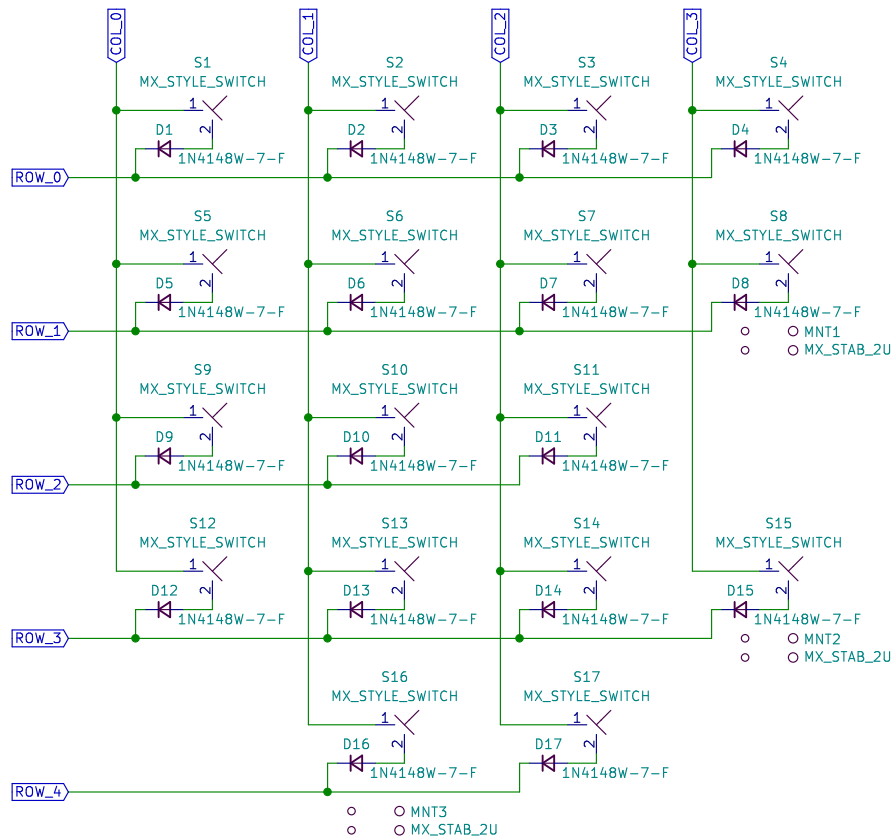 COL_0 COL_1 COL_2 COL_3
S1 S2 S3 S4
MX_STYLE_SWITCH MX_STYLE_SWITCH MX_STYLE_SWITCH MX_STYLE_SWITCH
1 1 1 1
D1 2 D2 2 D3 2 D4 2
1N4148W-7-F 1N4148W-7-F 1N4148W-7-F 1N4148W-7-F
ROW_0
S5 S6 S7 S8
MX_STYLE_SWITCH MX_STYLE_SWITCH MX_STYLE_SWITCH MX_STYLE_SWITCH
1 1 1 1
D5 2 D6 2 D7 2 D8 2
1N4148W-7-F 1N4148W-7-F 1N4148W-7-F 1N4148W-7-F
ROW_1 MNT1
MX_STAB_2U
S9 S10 S11
MX_STYLE_SWITCH MX_STYLE_SWITCH MX_STYLE_SWITCH
1 1 1
D9 2 D10 2 D11 2
1N4148W-7-F 1N4148W-7-F 1N4148W-7-F
ROW_2
S12 S13 S14 S15
MX_STYLE_SWITCH MX_STYLE_SWITCH MX_STYLE_SWITCH MX_STYLE_SWITCH
1 1 1 1
D12 2 D13 2 D14 2 D15 2
1N4148W-7-F 1N4148W-7-F 1N4148W-7-F 1N4148W-7-F
ROW_3 MNT2
MX_STAB_2U
S16 S17
MX_STYLE_SWITCH MX_STYLE_SWITCH
1 1
D16 2 D17 2
1N4148W-7-F 1N4148W-7-F
ROW_4
MNT3
MX_STAB_2U